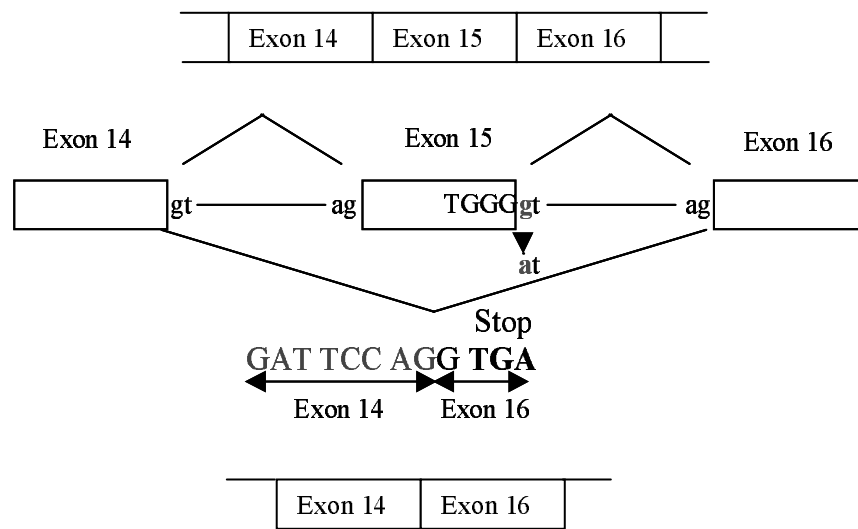 Exon 14 Exon 15 Exon 16
Exon 14 Exon 15 Exon 16
gt ag TGGGgt ag
at
Stop
GAT TCC AGG TGA
Exon 14 Exon 16
Exon 14 Exon 16